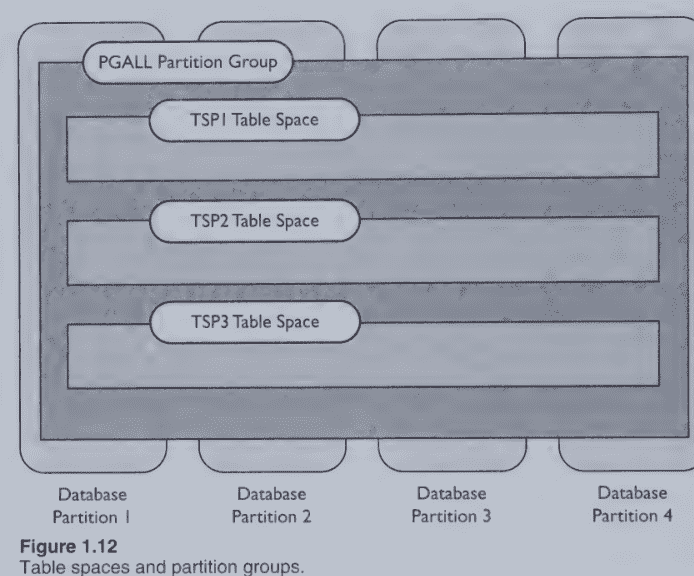 PGALL Partition Group
TSP1 Table Space
TSP2 Table Space
TSP3 Table Space
Database
Partition 1
Database
Partition 2
Database
Partition 3
Database
Partition 4
Figure 1.12
Table spaces and partition groups.